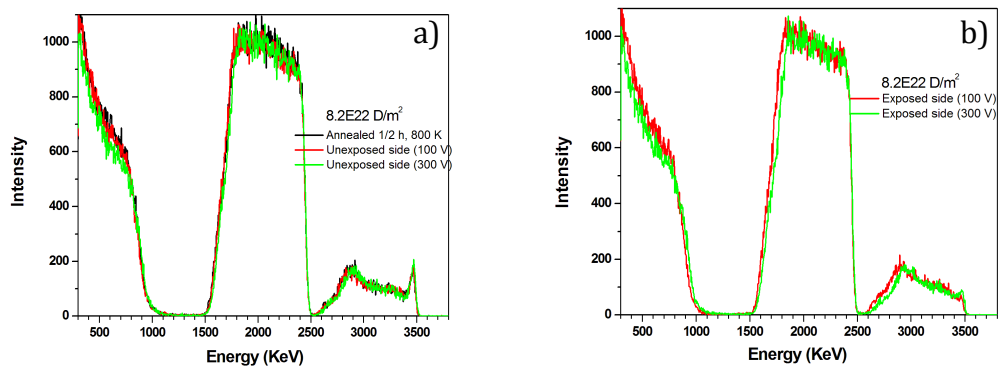 a)
8.2E22 D/m²
Annealed 1/2 h, 800 K
Unexposed side (100 V)
Unexposed side (300 V)
Intensity
1000
800
600
400
200
0
500 1000 1500 2000 2500 3000 3500
Energy (KeV)
b)
8.2E22 D/m²
Exposed side (100 V)
Exposed side (300 V)
Intensity
1000
800
600
400
200
0
500 1000 1500 2000 2500 3000 3500
Energy (KeV)